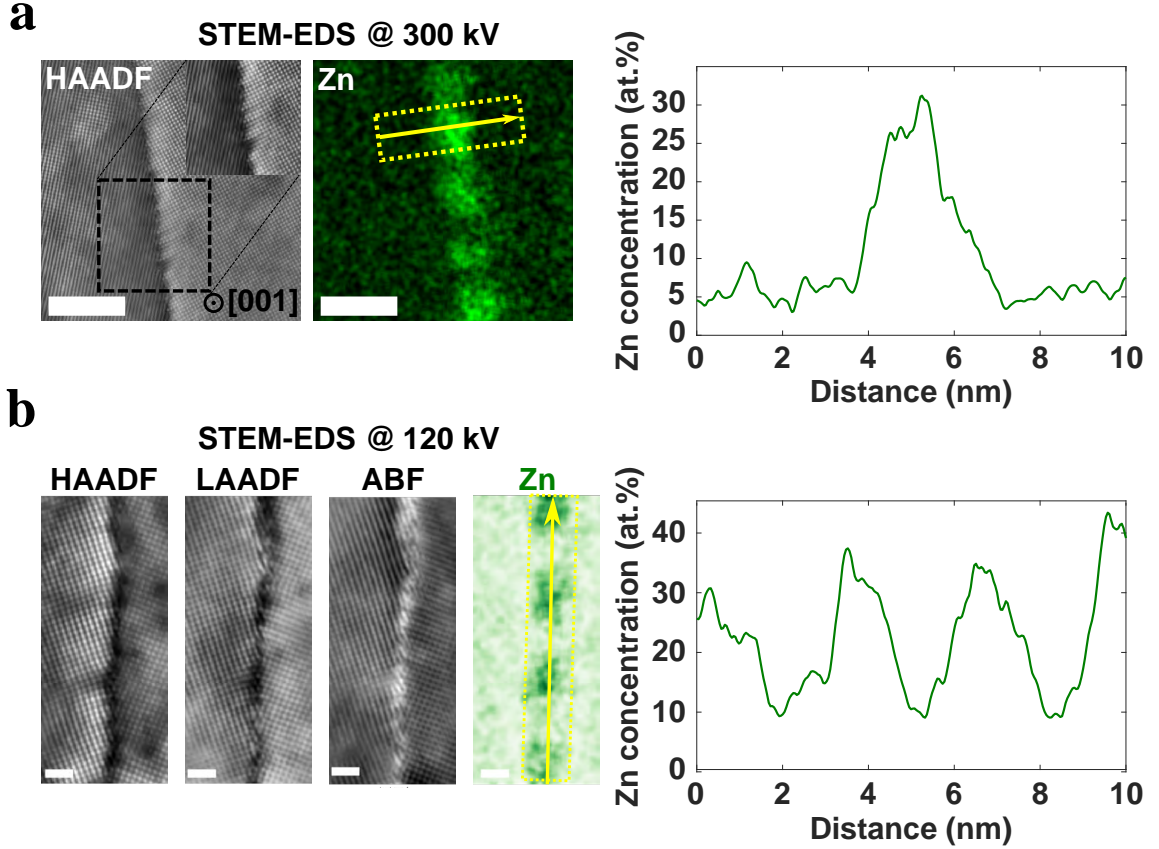 a
STEM-EDS @ 300 kV
HAADF
⊙[001]
Zn
Zn concentration (at.%)
30
25
20
15
10
5
0
0 2 4 6 8 10
Distance (nm)
b
STEM-EDS @ 120 kV
HAADF LAADF ABF Zn
Zn concentration (at.%)
40
30
20
10
0
0 2 4 6 8 10
Distance (nm)